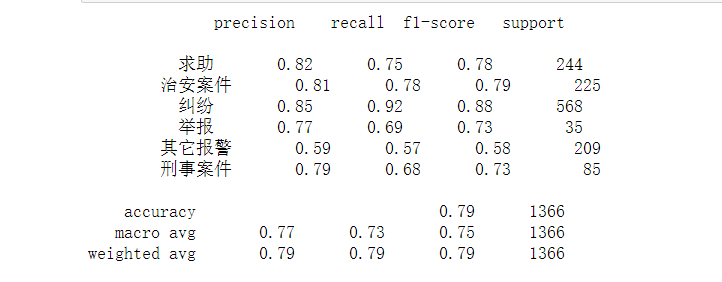 precision recall f1-score support
求助 0.82 0.75 0.78 244
治安案件 0.81 0.78 0.79 225
纠纷 0.85 0.92 0.88 568
举报 0.77 0.69 0.73 35
其它报警 0.59 0.57 0.58 209
刑事案件 0.79 0.68 0.73 85
accuracy 0.79 1366
macro avg 0.77 0.73 0.75 1366
weighted avg 0.79 0.79 0.79 1366